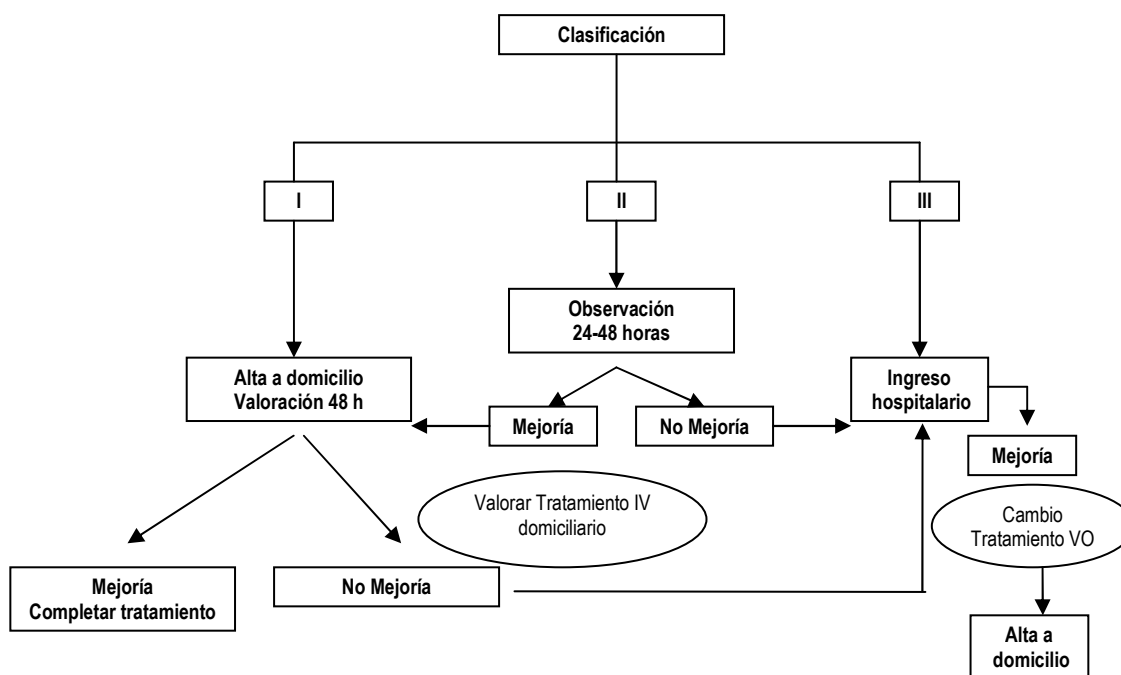 Clasificación
I
II
III
Observación
24-48 horas
Alta a domicilio
Valoración 48 h
Ingreso
hospitalario
Mejoría
No Mejoría
Mejoría
Valorar Tratamiento IV
domiciliario
Cambio
Tratamiento VO
Mejoría
Completar tratamiento
No Mejoría
Alta a
domicilio